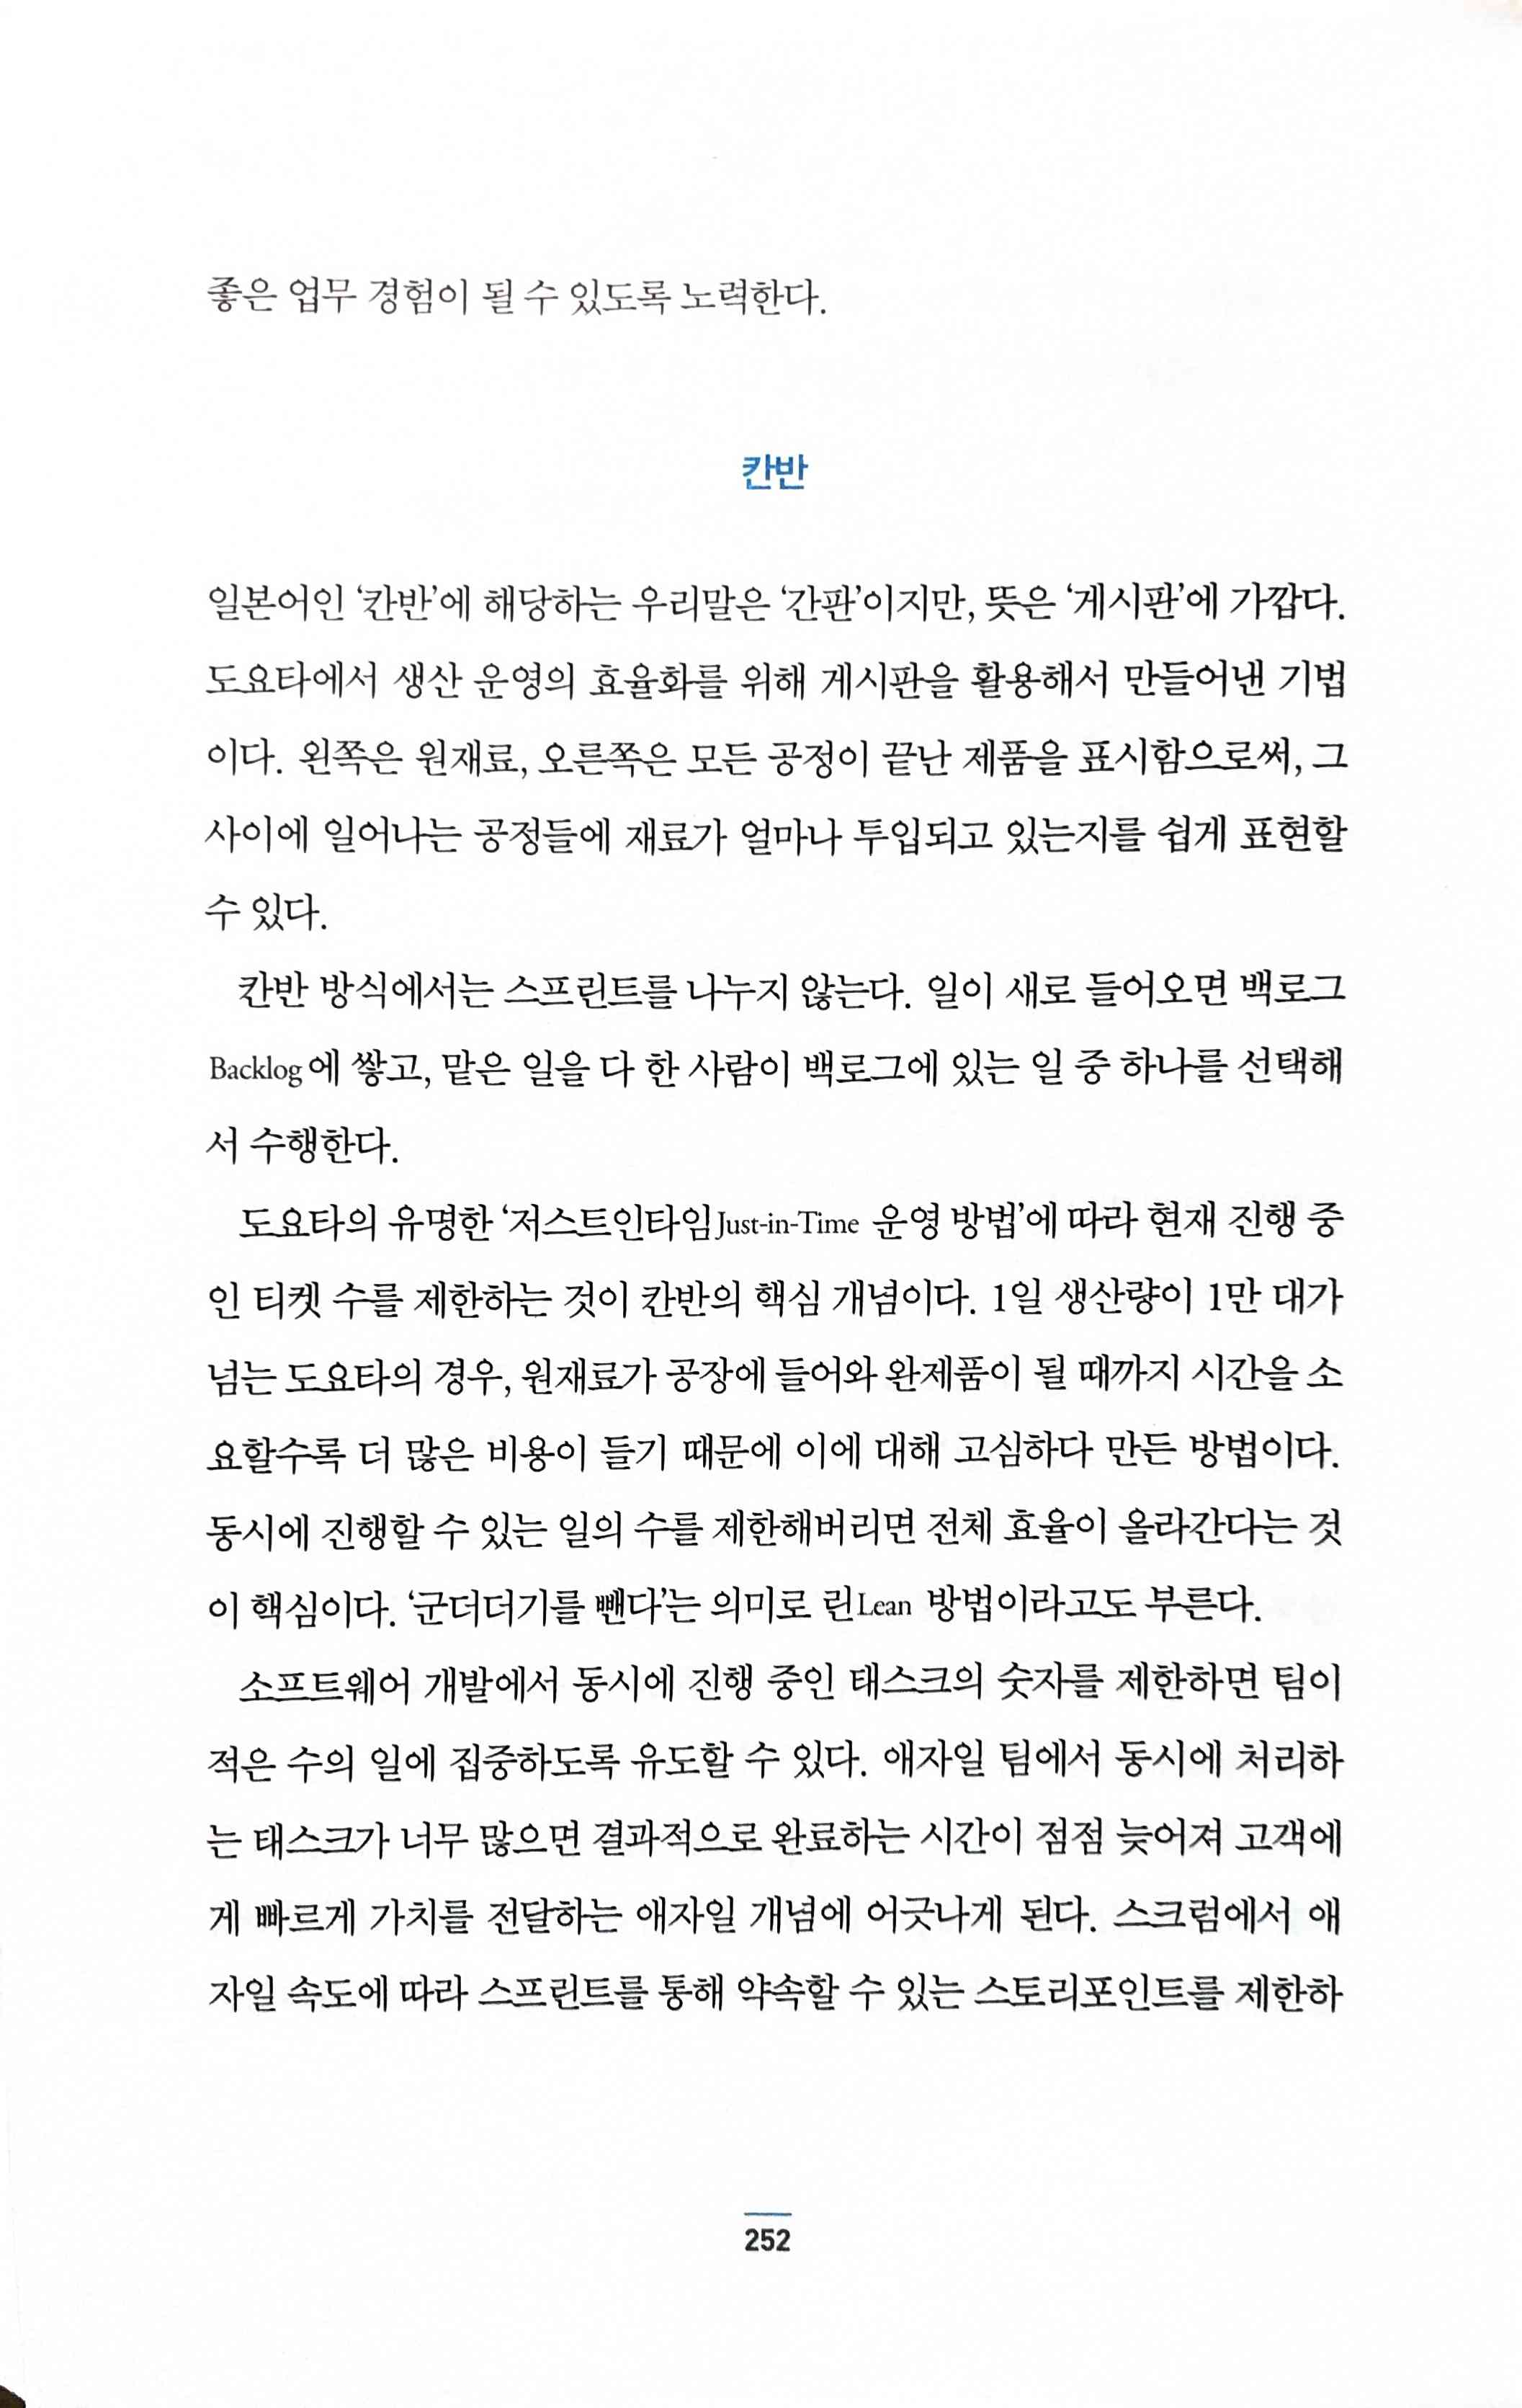 좋은 업무 경험이 될 수 있도록 노력한다.
칸반
일본어인 ‘칸반’에 해당하는 우리말은 ‘간판’이지만, 뜻은 ‘게시판’에 가깝다.
도요타에서 생산 운영의 효율화를 위해 게시판을 활용해서 만들어낸 기법
이다. 왼쪽은 원재료, 오른쪽은 모든 공정이 끝난 제품을 표시함으로써, 그
사이에 일어나는 공정들에 재료가 얼마나 투입되고 있는지를 쉽게 표현할
수 있다.
칸반 방식에서는 스프린트를 나누지 않는다. 일이 새로 들어오면 백로그
Backlog에 쌓고, 맡은 일을 다 한 사람이 백로그에 있는 일 중 하나를 선택해
서 수행한다.
도요타의 유명한 ‘저스트인타임Just-in-Time 운영 방법’에 따라 현재 진행 중
인 티켓 수를 제한하는 것이 칸반의 핵심 개념이다. 1일 생산량이 1만 대가
넘는 도요타의 경우, 원재료가 공장에 들어와 완제품이 될 때까지 시간을 소
요할수록 더 많은 비용이 들기 때문에 이에 대해 고심하다 만든 방법이다.
동시에 진행할 수 있는 일의 수를 제한해버리면 전체 효율이 올라간다는 것
이 핵심이다. ‘군더더기를 뺀다’는 의미로 린Lean 방법이라고도 부른다.
소프트웨어 개발에서 동시에 진행 중인 태스크의 숫자를 제한하면 팀이
적은 수의 일에 집중하도록 유도할 수 있다. 애자일 팀에서 동시에 처리하
는 태스크가 너무 많으면 결과적으로 완료하는 시간이 점점 늦어져 고객에
게 빠르게 가치를 전달하는 애자일 개념에 어긋나게 된다. 스크럼에서 애
자일 속도에 따라 스프린트를 통해 약속할 수 있는 스토리포인트를 제한하
252